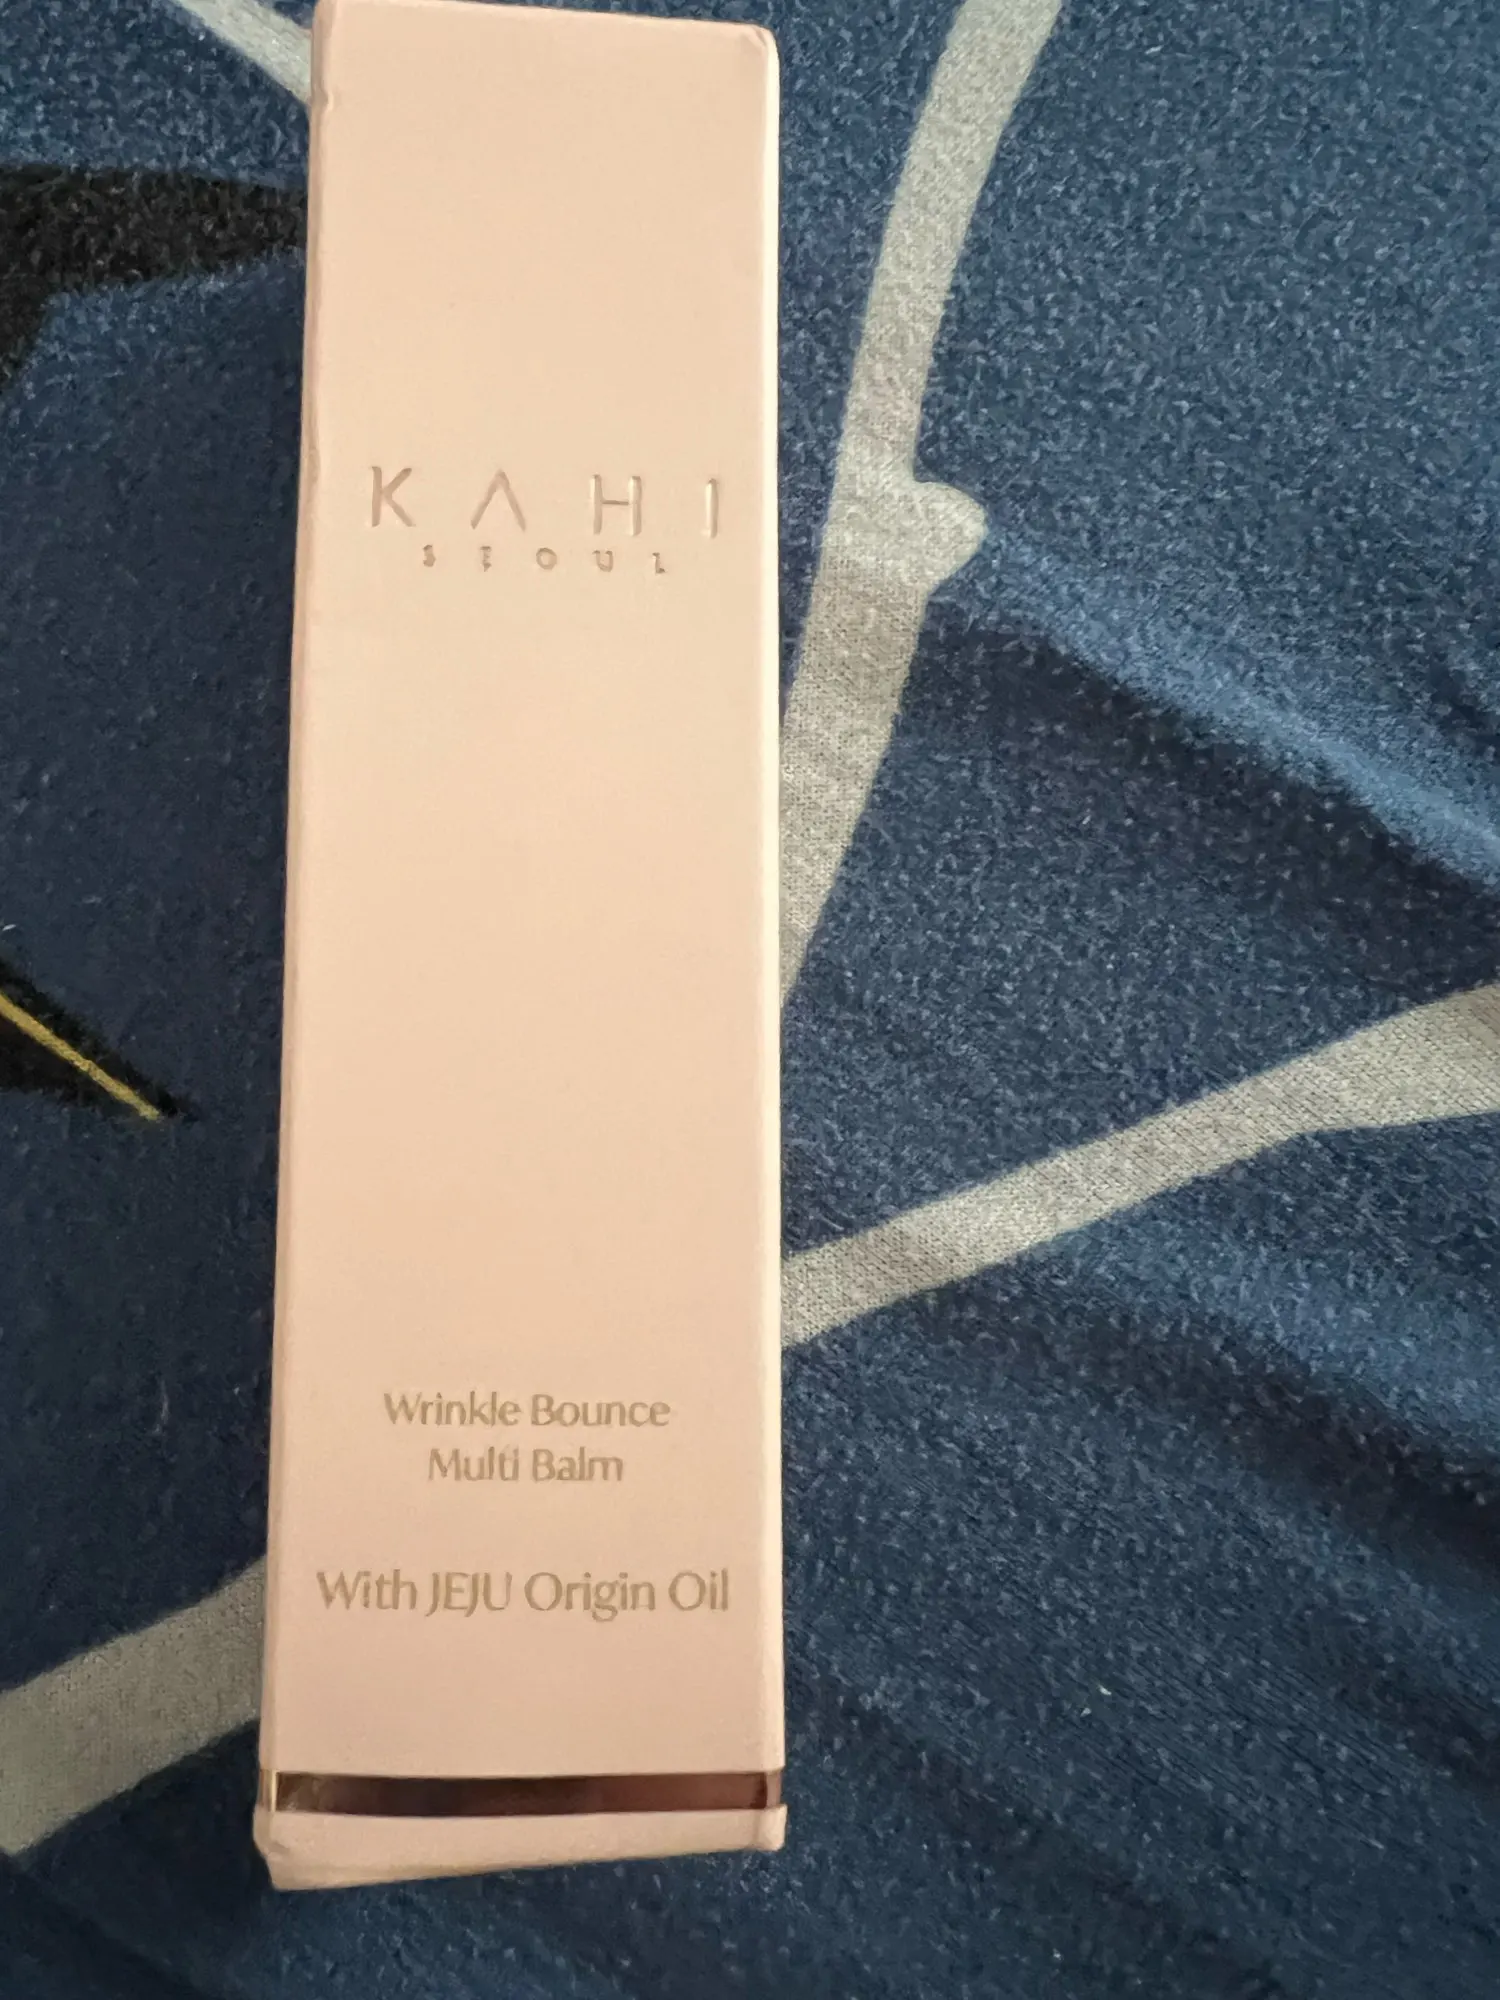 KAHI
SEOUL
Wrinkle Bounce
Multi Balm
With JEJU Origin Oil